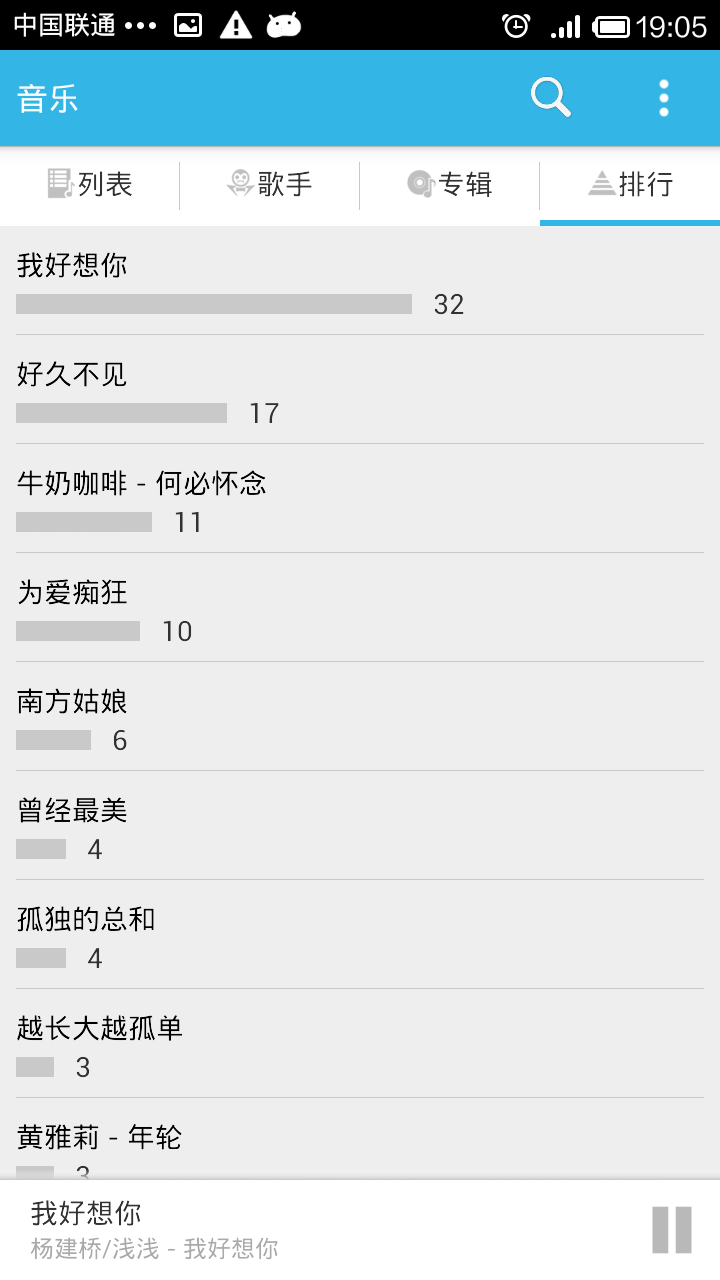 中国联通 ••• 19:05
音乐
列表 歌手 专辑 排行
我好想你
32
好久不见
17
牛奶咖啡 - 何必怀念
11
为爱痴狂
10
南方姑娘
6
曾经最美
4
孤独的总和
4
越长大越孤单
3
黄雅莉 - 年轮
3
我好想你
杨建桥/浅浅 - 我好想你